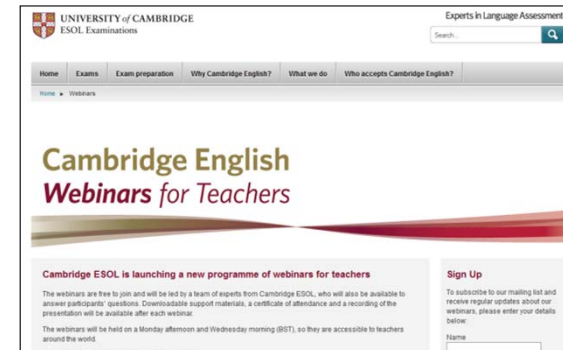 UNIVERSITY of CAMBRIDGE
ESOL Examinations
Experts in Language Assessment
Search...
Home Exams Exam preparation Why Cambridge English? What we do Who accepts Cambridge English?
Home ▸ Webinars
Cambridge English
Webinars for Teachers
Cambridge ESOL is launching a new programme of webinars for teachers
The webinars are free to join and will be led by a team of experts from Cambridge ESOL, who will also be available to
answer participants' questions. Downloadable support materials, a certificate of attendance and a recording of the
presentation will be available after each webinar.
The webinars will be held on a Monday afternoon and Wednesday morning (BST), so they are accessible to teachers
around the world.
Sign Up
To subscribe to our mailing list and
receive regular updates about our
webinars, please enter your details
below:
Name